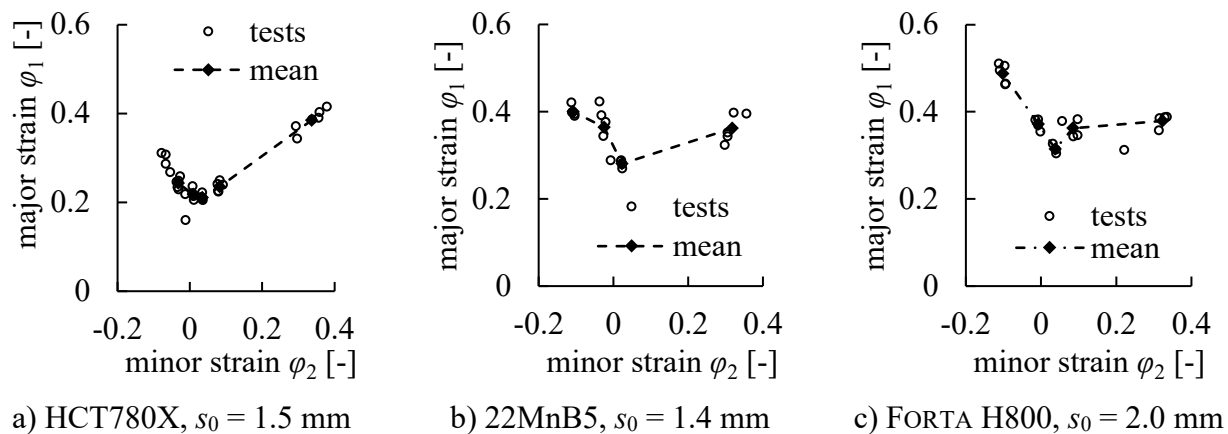 major strain φ1 [-]
0.6
0.4
0.2
0
tests
mean
-0.2 0 0.2 0.4
minor strain φ2 [-]
a) HCT780X, s0 = 1.5 mm
major strain φ1 [-]
0.6
0.4
0.2
0
tests
mean
-0.2 0 0.2 0.4
minor strain φ2 [-]
b) 22MnB5, s0 = 1.4 mm
major strain φ1 [-]
0.6
0.4
0.2
0
tests
mean
-0.2 0 0.2 0.4
minor strain φ2 [-]
c) FORTA H800, s0 = 2.0 mm